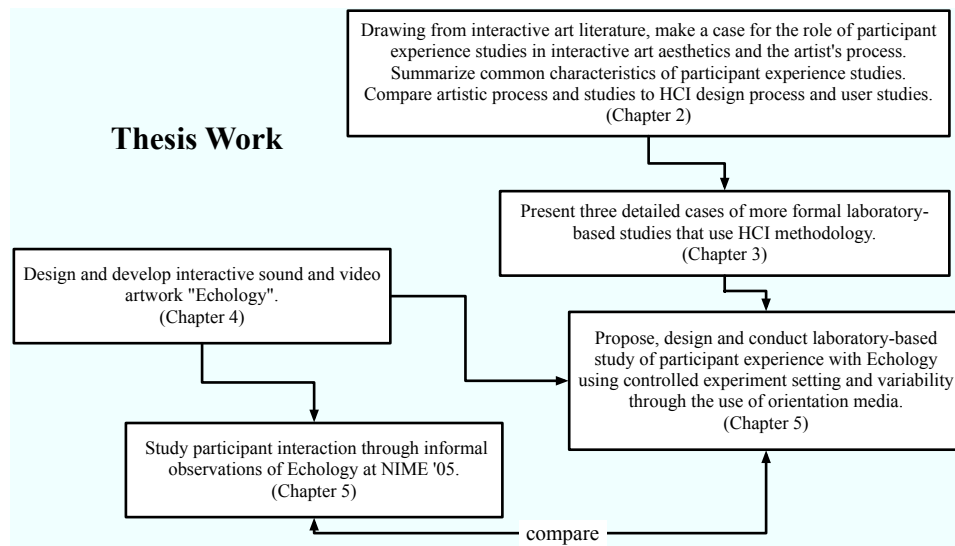 Drawing from interactive art literature, make a case for the role of participant
experience studies in interactive art aesthetics and the artist's process.
Summarize common characteristics of participant experience studies.
Compare artistic process and studies to HCI design process and user studies.
(Chapter 2)
Thesis Work
Present three detailed cases of more formal laboratory-
based studies that use HCI methodology.
(Chapter 3)
Design and develop interactive sound and video
artwork "Echology".
(Chapter 4)
Propose, design and conduct laboratory-based
study of participant experience with Echology
using controlled experiment setting and variability
through the use of orientation media.
(Chapter 5)
Study participant interaction through informal
observations of Echology at NIME '05.
(Chapter 5)
compare